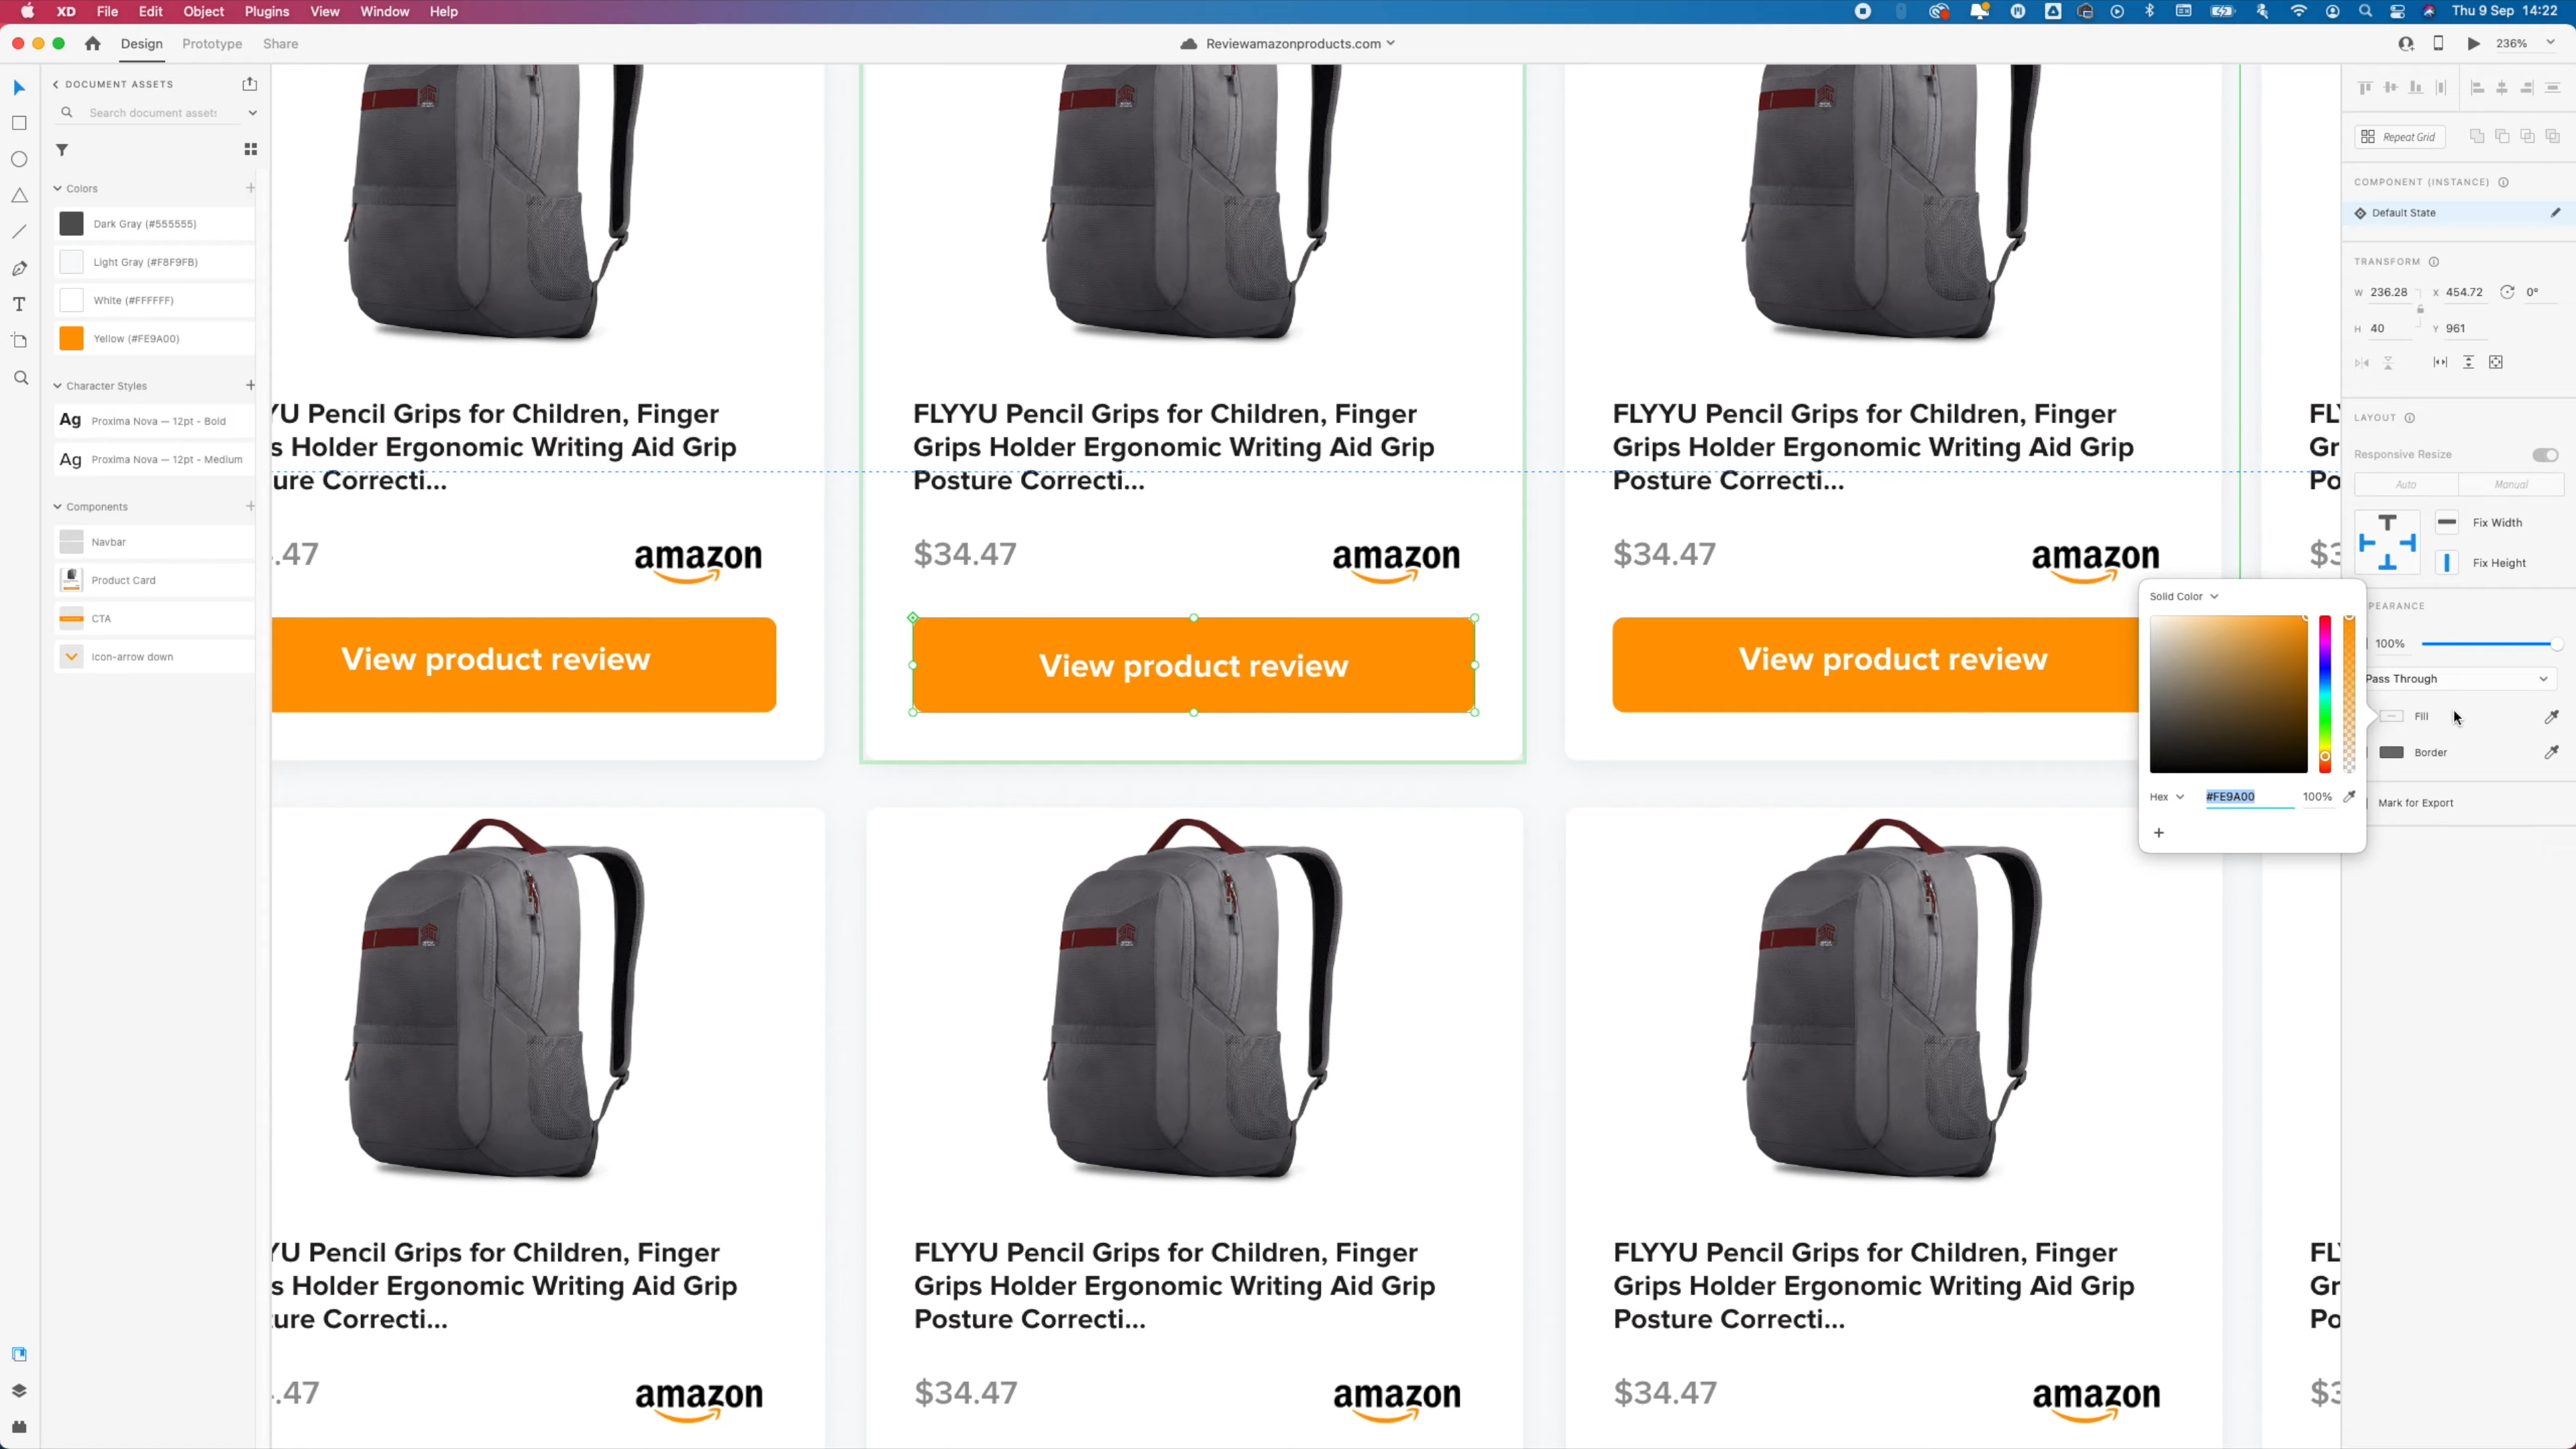 XD File Edit Object Plugins View Window Help
Thu 9 Sep 14:22
Design Prototype Share
Reviewamazonproducts.com
236%
DOCUMENT ASSETS
Search document assets
Colors
Dark Gray (#555555)
Light Gray (#F8F9FB)
White (#FFFFFF)
Yellow (#FE9A00)
Character Styles
Ag Proxima Nova — 12pt - Bold
Ag Proxima Nova — 12pt - Medium
Components
Navbar
Product Card
CTA
icon-arrow down
YU Pencil Grips for Children, Finger
s Holder Ergonomic Writing Aid Grip
ure Correcti...
.47
amazon
View product review
FLYYU Pencil Grips for Children, Finger
Grips Holder Ergonomic Writing Aid Grip
Posture Correcti...
$34.47
amazon
View product review
FLYYU Pencil Grips for Children, Finger
Grips Holder Ergonomic Writing Aid Grip
Posture Correcti...
$34.47
amazon
View product review
FL
Gr
Po
$3
YU Pencil Grips for Children, Finger
s Holder Ergonomic Writing Aid Grip
ture Correcti...
.47
amazon
FLYYU Pencil Grips for Children, Finger
Grips Holder Ergonomic Writing Aid Grip
Posture Correcti...
$34.47
amazon
FLYYU Pencil Grips for Children, Finger
Grips Holder Ergonomic Writing Aid Grip
Posture Correcti...
$34.47
amazon
FL
Gr
Po
$3
Repeat Grid
COMPONENT (INSTANCE)
Default State
TRANSFORM
W 236.28 X 454.72 0°
H 40 Y 961
LAYOUT
Responsive Resize
Auto Manual
Fix Width
Fix Height
PEARANCE
100%
Pass Through
Fill
Border
Mark for Export
Solid Color
Hex #FE9A00 100%